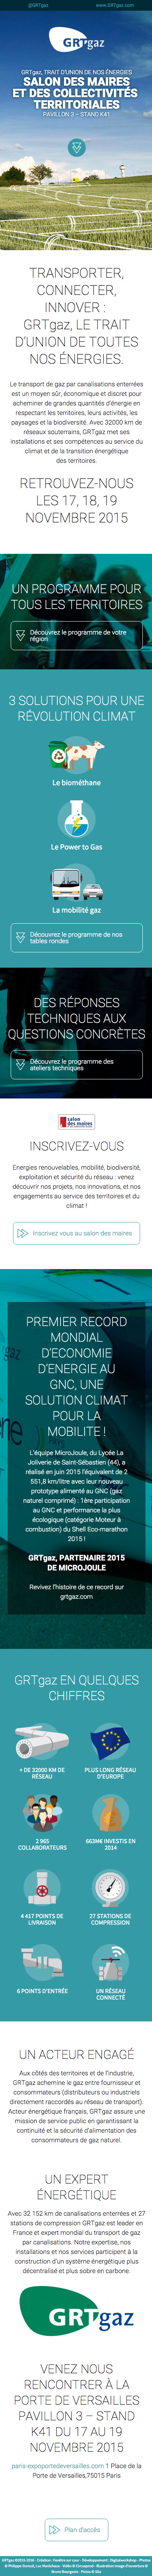 @GRTgaz
www.GRTgaz.com
GRTgaz
GRTgaz, TRAIT D'UNION DE NOS ÉNERGIES
SALON DES MAIRES
ET DES COLLECTIVITÉS
TERRITORIALES
PAVILLON 3 – STAND K41
TRANSPORTER,
CONNECTER,
INNOVER :
GRTgaz, LE TRAIT
D'UNION DE TOUTES
NOS ÉNERGIES.
Le transport de gaz par canalisations enterrées
est un moyen sûr, économique et discret pour
acheminer de grandes quantités d'énergie en
respectant les territoires, leurs activités, les
paysages et la biodiversité. Avec 32000 km de
réseaux souterrains, GRTgaz met ses
installations et ses compétences au service du
climat et de la transition énergétique
des territoires.
RETROUVEZ-NOUS
LES 17, 18, 19
NOVEMBRE 2015
UN PROGRAMME POUR
TOUS LES TERRITOIRES
Découvrez le programme de votre
région
3 SOLUTIONS POUR UNE
RÉVOLUTION CLIMAT
Le biométhane
Le Power to Gas
La mobilité gaz
Découvrez le programme de nos
tables rondes
DES RÉPONSES
TECHNIQUES AUX
QUESTIONS CONCRÈTES
Découvrez le programme des
ateliers techniques
salon
des maires
INSCRIVEZ-VOUS
Energies renouvelables, mobilité, biodiversité,
exploitation et sécurité du réseau : venez
découvrir nos projets, nos innovations, et nos
engagements au service des territoires et du
climat !
Inscrivez vous au salon des maires
PREMIER RECORD
MONDIAL
D'ECONOMIE
D'ENERGIE AU
GNC, UNE
SOLUTION CLIMAT
POUR LA
MOBILITE !
L'équipe MicroJoule, du Lycée La
Joliverie de Saint-Sébastien (44), a
réalisé en juin 2015 l'équivalent de 2
551,8 km/litre avec leur nouveau
prototype alimenté au GNC (gaz
naturel comprimé) : 1ère participation
au GNC et performance la plus
écologique (catégorie Moteur à
combustion) du Shell Eco-marathon
2015 !
GRTgaz, PARTENAIRE 2015
DE MICROJOULE
Revivez l'histoire de ce record sur
grtgaz.com
GRTgaz EN QUELQUES
CHIFFRES
+ DE 32000 KM DE
RÉSEAU
PLUS LONG RÉSEAU
D'EUROPE
2 965
COLLABORATEURS
663M€ INVESTIS EN
2014
4 417 POINTS DE
LIVRAISON
27 STATIONS DE
COMPRESSION
6 POINTS D'ENTRÉE
UN RÉSEAU
CONNECTÉ
UN ACTEUR ENGAGÉ
Aux côtés des territoires et de l'industrie,
GRTgaz achemine le gaz entre fournisseur et
consommateurs (distributeurs ou industriels
directement raccordés au réseau de transport).
Acteur énergétique français, GRTgaz assure une
mission de service public en garantissant la
continuité et la sécurité d'alimentation des
consommateurs de gaz naturel.
UN EXPERT
ÉNERGÉTIQUE
Avec 32 152 km de canalisations enterrées et 27
stations de compression GRTgaz est leader en
France et expert mondial du transport de gaz
par canalisations. Notre expertise, nos
installations et nos services participent à la
construction d'un système énergétique plus
décentralisé et plus sobre en carbone.
GRTgaz
VENEZ NOUS
RENCONTRER À LA
PORTE DE VERSAILLES
PAVILLON 3 – STAND
K41 DU 17 AU 19
NOVEMBRE 2015
paris-expoportedeversailles.com 1 Place de la
Porte de Versailles,75015 Paris
Plan d'accès